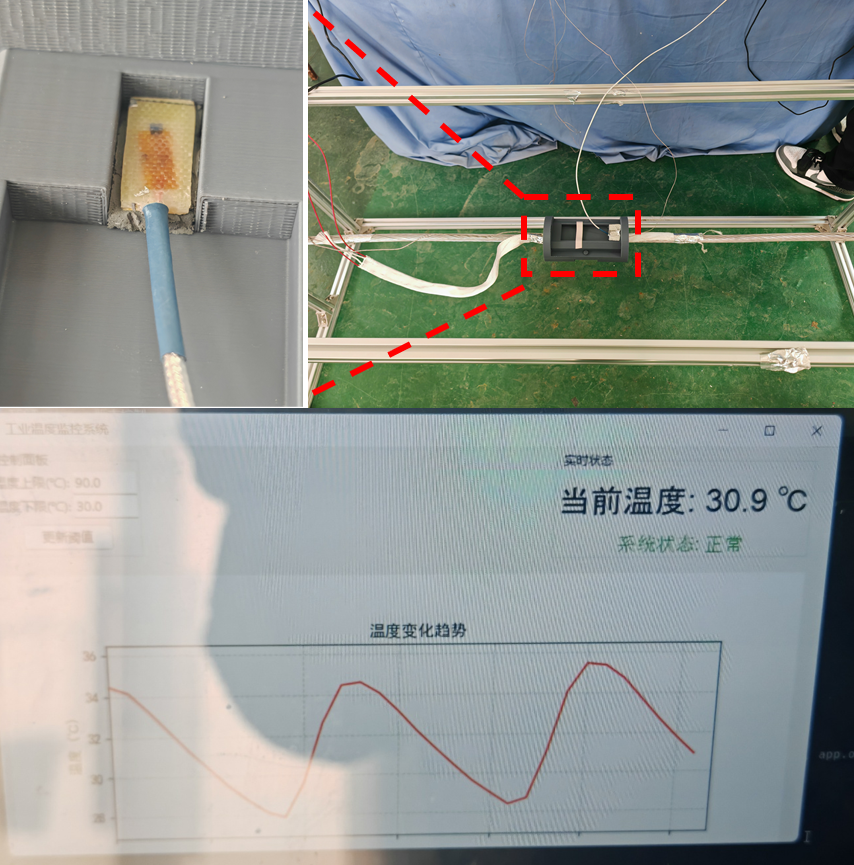 工业温度监控系统
控制面板
温度上限(°C): 90.0
温度下限(°C): 30.0
更新阈值
实时状态
当前温度: 30.9 °C
系统状态: 正常
温度变化趋势
36
34
32
30
28
温度 (°C)